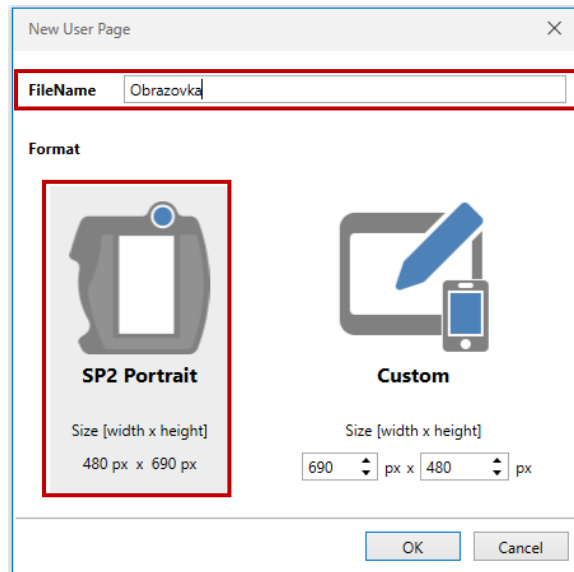 New User Page
FileName Obrazovka
Format
SP2 Portrait Custom
Size [width x height] Size [width x height]
480 px x 690 px 690 px x 480 px
OK Cancel